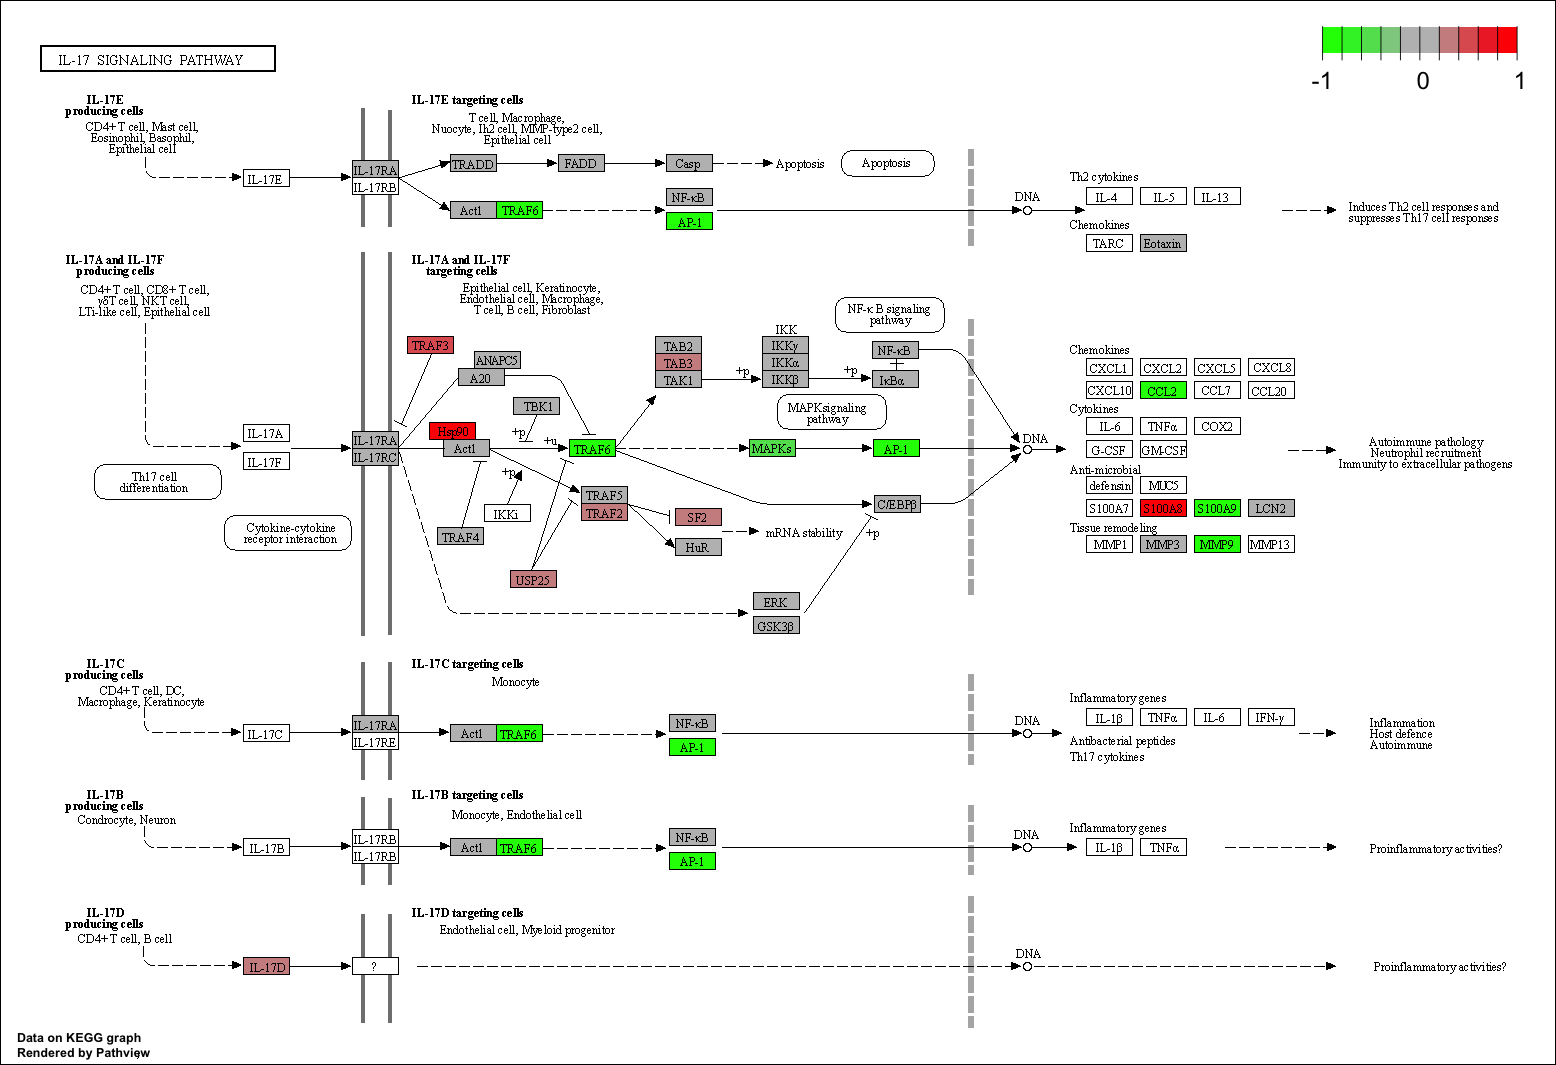 IL-17 SIGNALING PATHWAY
-1 0 1
IL-17E
producing cells
CD4+ T cell, Mast cell,
Eosinophil, Basophil,
Epithelial cell
IL-17E
IL-17RA
IL-17RB
IL-17E targeting cells
T cell, Macrophage,
Nuocyte, Ih2 cell, MMP-type2 cell,
Epithelial cell
TRADD
FADD
Casp
Apoptosis
Apoptosis
Act1
TRAF6
NF-κB
AP-1
DNA
Th2 cytokines
IL-4
IL-5
IL-13
Chemokines
TARC
Eotaxin
Induces Th2 cell responses and
suppresses Th17 cell responses
IL-17A and IL-17F
producing cells
CD4+ T cell, CD8+ T cell,
γδT cell, NKT cell,
LTi-like cell, Epithelial cell
IL-17A
IL-17F
Th17 cell
differentiation
Cytokine-cytokine
receptor interaction
IL-17RA
IL-17RC
IL-17A and IL-17F
targeting cells
Epithelial cell, Keratinocyte,
Endothelial cell, Macrophage,
T cell, B cell, Fibroblast
TRAF3
ANAPC5
A20
TBK1
Hsp90
Act1
+p
+u
+p
IKKi
TRAF4
USP25
TRAF6
TRAF5
TRAF2
SF2
HuR
mRNA stability
TAB2
TAB3
TAK1
+p
IKK
IKKγ
IKKα
IKKβ
+p
NF-κB
IκBα
NF-κ B signaling
pathway
MAPK signaling
pathway
MAPKs
AP-1
C/EBPβ
+p
ERK
GSK3β
DNA
Chemokines
CXCL1
CXCL2
CXCL5
CXCL8
CXCL10
CCL2
CCL7
CCL20
Cytokines
IL-6
TNFα
COX2
G-CSF
GM-CSF
Anti-microbial
defensin
MUC5
S100A7
S100A8
S100A9
LCN2
Tissue remodeling
MMP1
MMP3
MMP9
MMP13
Autoimmune pathology
Neutrophil recruitment
Immunity to extracellular pathogens
IL-17C
producing cells
CD4+ T cell, DC,
Macrophage, Keratinocyte
IL-17C
IL-17RA
IL-17RE
IL-17C targeting cells
Monocyte
Act1
TRAF6
NF-κB
AP-1
DNA
Inflammatory genes
IL-1β
TNFα
IL-6
IFN-γ
Antibacterial peptides
Th17 cytokines
Inflammation
Host defence
Autoimmune
IL-17B
producing cells
Condrocyte, Neuron
IL-17B
IL-17RB
IL-17RB
IL-17B targeting cells
Monocyte, Endothelial cell
Act1
TRAF6
NF-κB
AP-1
DNA
Inflammatory genes
IL-1β
TNFα
Proinflammatory activities?
IL-17D
producing cells
CD4+ T cell, B cell
IL-17D
?
IL-17D targeting cells
Endothelial cell, Myeloid progenitor
DNA
Proinflammatory activities?
Data on KEGG graph
Rendered by Pathview